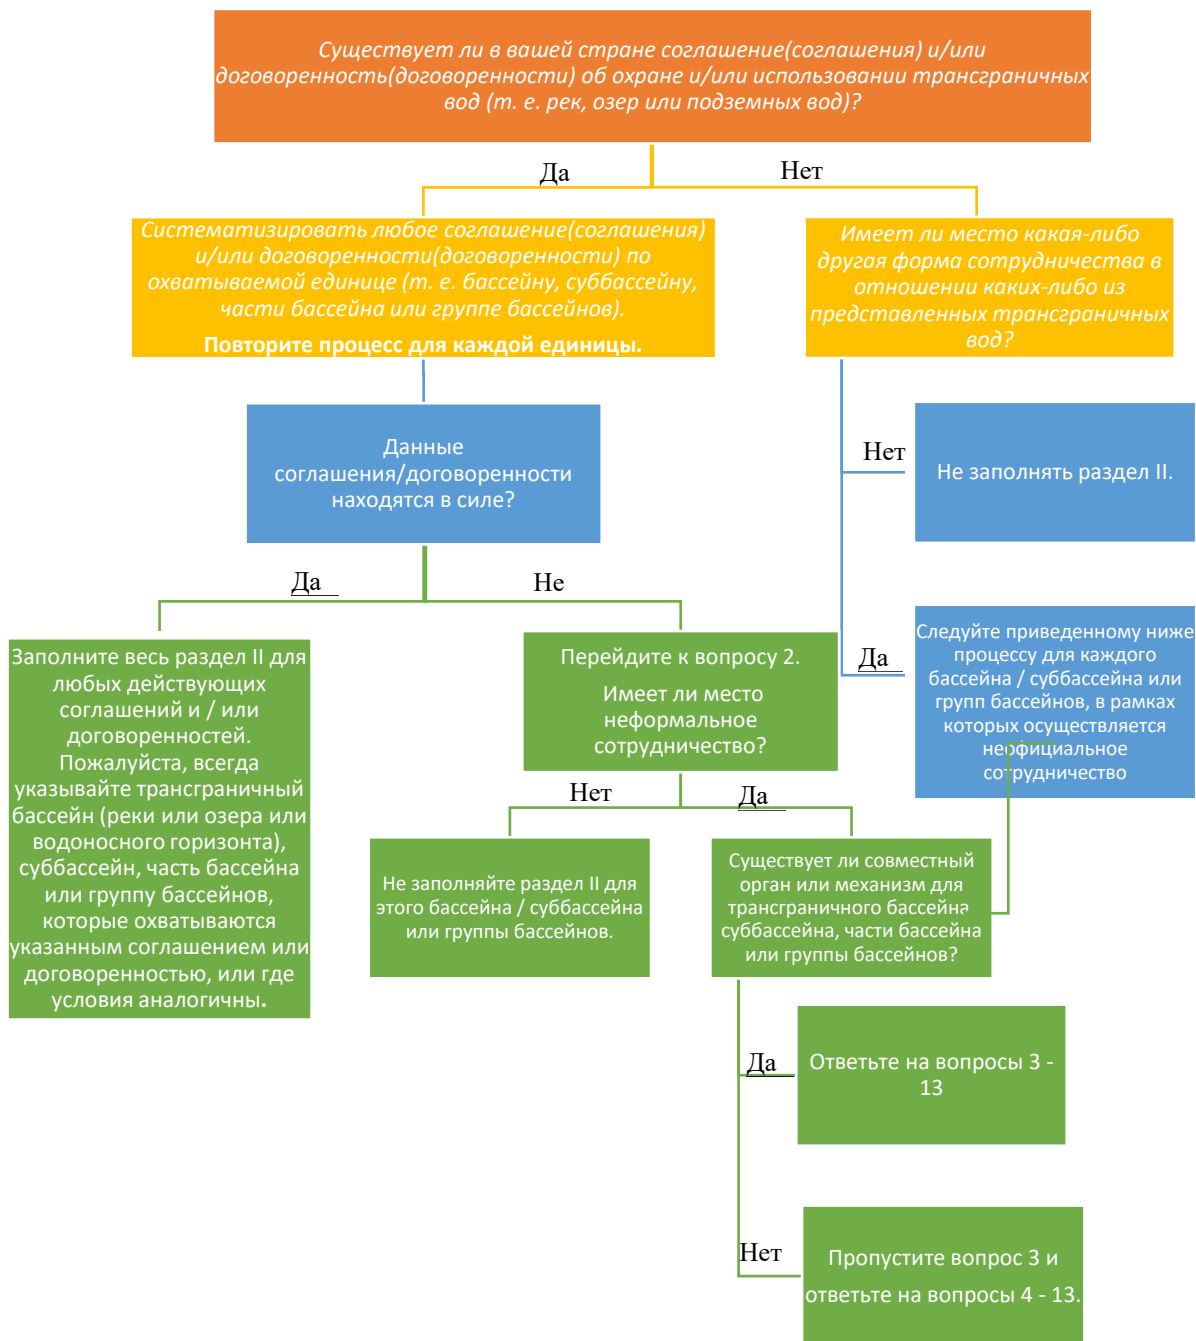 Существует ли в вашей стране соглашение(соглашения) и/или
договоренность(договоренности) об охране и/или использовании трансграничных
вод (т. е. рек, озер или подземных вод)?
Да
Нет
Систематизировать любое соглашение(соглашения)
и/или договоренности(договоренности) по
охватываемой единице (т. е. бассейну, суббассейну,
части бассейна или группе бассейнов).
Повторите процесс для каждой единицы.
Имеет ли место какая-либо
другая форма сотрудничества в
отношении каких-либо из
представленных трансграничных
вод?
Данные
соглашения/договоренности
находятся в силе?
Нет
Не заполнять раздел II.
Да
Не
Заполните весь раздел II для
любых действующих
соглашений и / или
договоренностей.
Пожалуйста, всегда
указывайте трансграничный
бассейн (реки или озера или
водоносного горизонта),
суббассейн, часть бассейна
или группу бассейнов,
которые охватываются
указанным соглашением или
договоренностью, или где
условия аналогичны.
Перейдите к вопросу 2.
Имеет ли место
неформальное
сотрудничество?
Да
Следуйте приведенному ниже
процессу для каждого
бассейна / суббассейна или
групп бассейнов, в рамках
которых осуществляется
неофициальное
сотрудничество
Нет
Да
Не заполняйте раздел II для
этого бассейна / суббассейна
или группы бассейнов.
Существует ли совместный
орган или механизм для
трансграничного бассейна,
суббассейна, части бассейна
или группы бассейнов?
Да
Ответьте на вопросы 3 -
13
Нет
Пропустите вопрос 3 и
ответьте на вопросы 4 - 13.